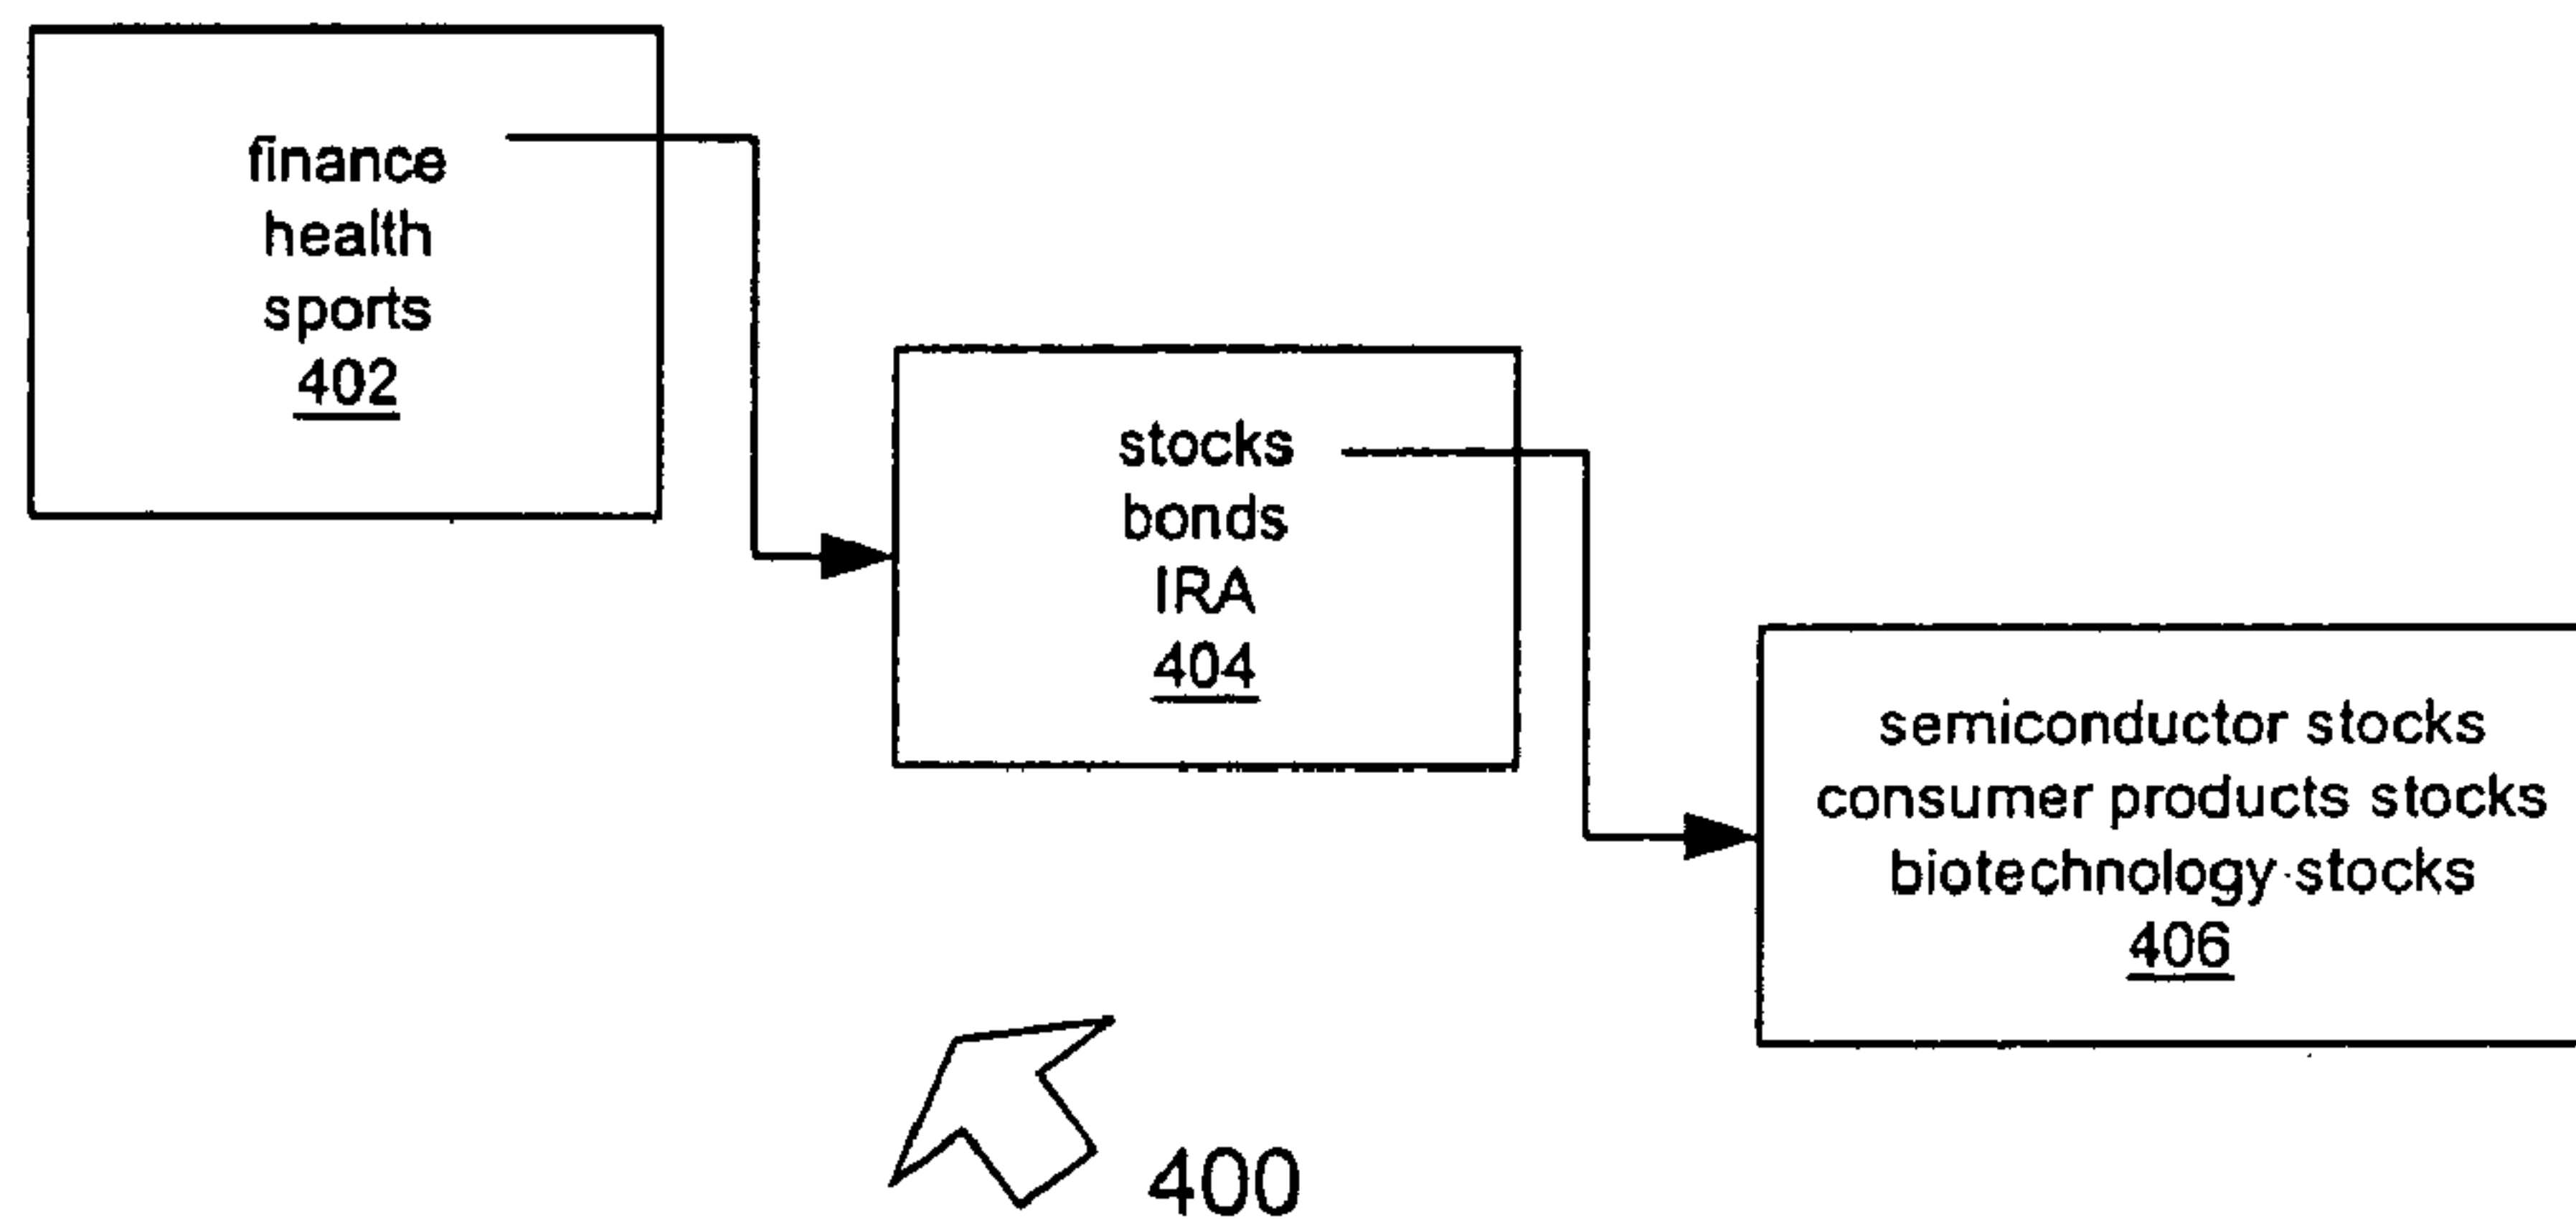 finance
health
sports
402
stocks
bonds
IRA
404
semiconductor stocks
consumer products stocks
biotechnology stocks
406
400